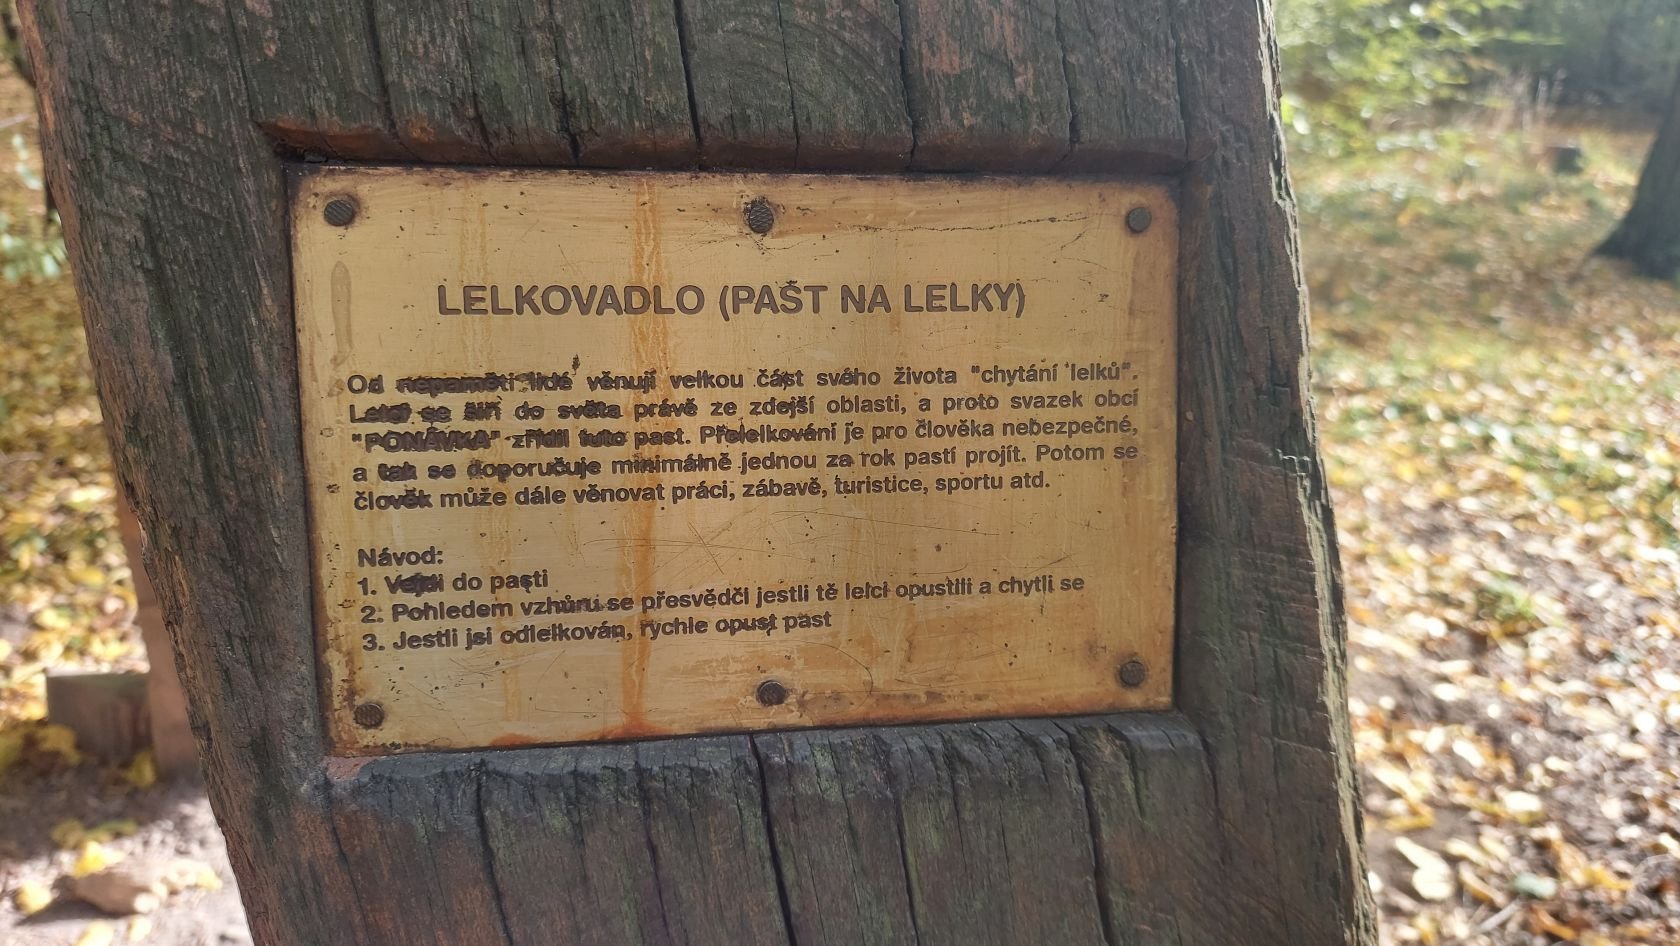 LELKOVADLO (PAŠT NA LELKY)
Od nepaměti lidé věnují velkou část svého života "chytání lelků".
Lelci se šíří do světa právě ze zdejší oblasti, a proto svazek obcí
"PONÁVKA" zřídil tuto past. Přelelkování je pro člověka nebezpečné,
a tak se doporučuje minimálně jednou za rok pastí projít. Potom se
člověk může dále věnovat práci, zábavě, turistice, sportu atd.
Návod:
1. Vejdi do pasti
2. Pohledem vzhůru se přesvědči jestli tě lelci opustili a chytli se
3. Jestli jsi odlelkován, rychle opusť past